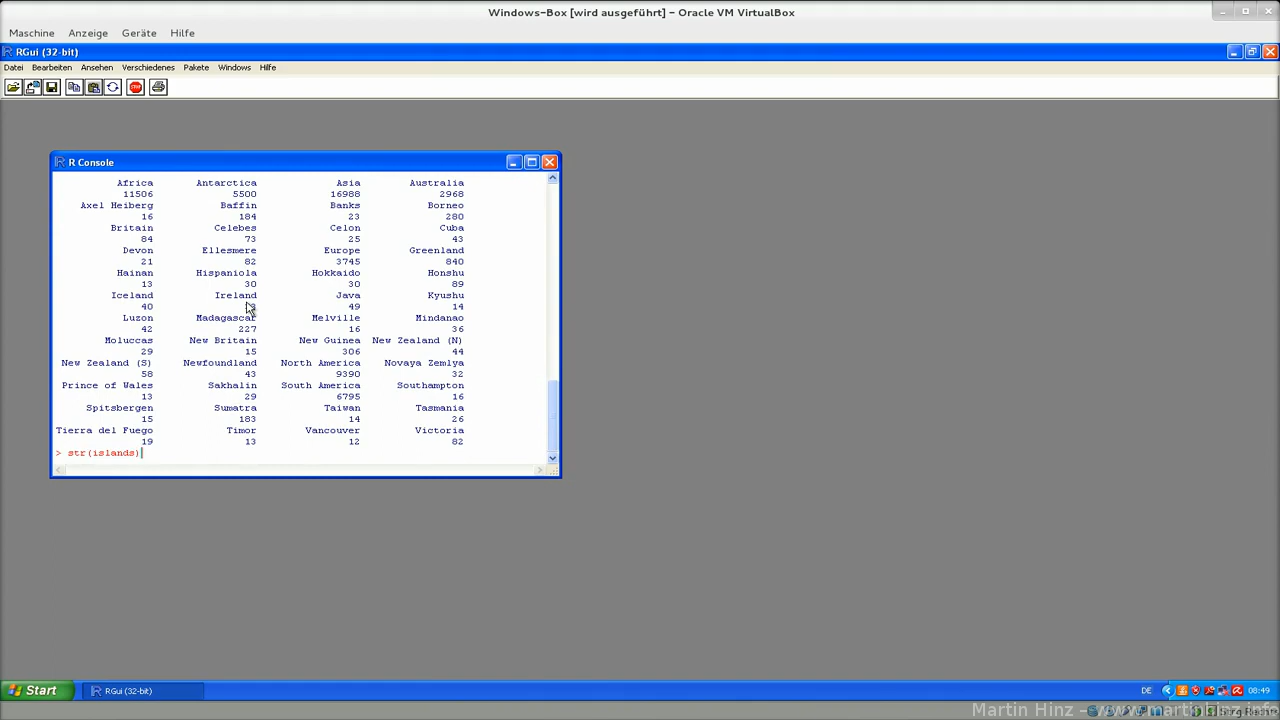 Windows-Box [wird ausgeführt] - Oracle VM VirtualBox
Maschine Anzeige Geräte Hilfe
RGui (32-bit)
Datei Bearbeiten Ansehen Verschiedenes Pakete Windows Hilfe
STOP
R Console
Africa Antarctica Asia Australia
11506 5500 16988 2968
Axel Heiberg Baffin Banks Borneo
16 184 23 280
Britain Celebes Celon Cuba
84 73 25 43
Devon Ellesmere Europe Greenland
21 82 3745 840
Hainan Hispaniola Hokkaido Honshu
13 30 30 89
Iceland Ireland Java Kyushu
40 49 14
Luzon Madagascar Melville Mindanao
42 227 16 36
Moluccas New Britain New Guinea New Zealand (N)
29 15 306 44
New Zealand (S) Newfoundland North America Novaya Zemlya
58 43 9390 32
Prince of Wales Sakhalin South America Southampton
13 29 6795 16
Spitsbergen Sumatra Taiwan Tasmania
15 183 14 26
Tierra del Fuego Timor Vancouver Victoria
19 13 12 82
> str(islands)
Start RGui (32-bit) DE 08:49
Martin Hinz - www.martinhinz.info